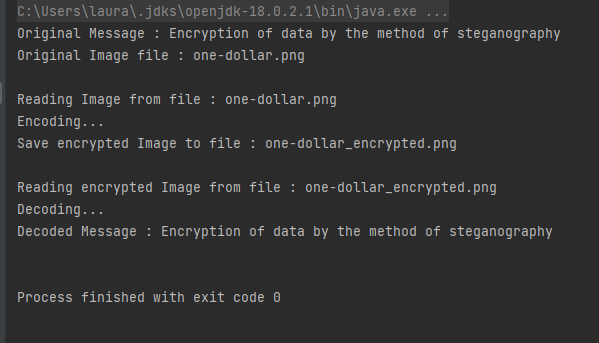 C:\Users\laura\.jdks\openjdk-18.0.2.1\bin\java.exe ...
Original Message : Encryption of data by the method of steganography
Original Image file : one-dollar.png
Reading Image from file : one-dollar.png
Encoding...
Save encrypted Image to file : one-dollar_encrypted.png
Reading encrypted Image from file : one-dollar_encrypted.png
Decoding...
Decoded Message : Encryption of data by the method of steganography
Process finished with exit code 0